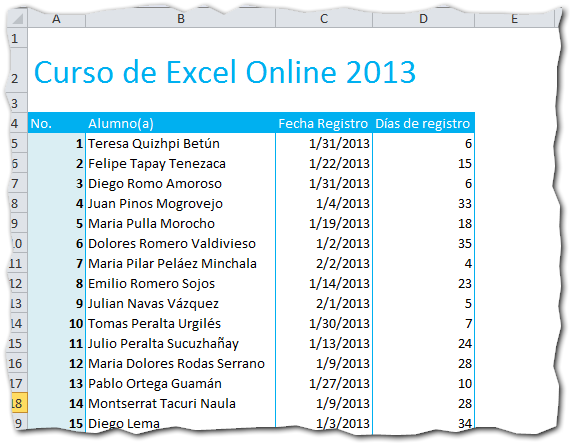 A B C D E
1
2 Curso de Excel Online 2013
3
4 No. Alumno(a) Fecha Registro Días de registro
5 1 Teresa Quizhpi Betún 1/31/2013 6
6 2 Felipe Tapay Tenezaca 1/22/2013 15
7 3 Diego Romo Amoroso 1/31/2013 6
8 4 Juan Pinos Mogrovejo 1/4/2013 33
9 5 Maria Pulla Morocho 1/19/2013 18
10 6 Dolores Romero Valdivieso 1/2/2013 35
11 7 Maria Pilar Peláez Minchala 2/2/2013 4
12 8 Emilio Romero Sojos 1/14/2013 23
13 9 Julian Navas Vázquez 2/1/2013 5
14 10 Tomas Peralta Urgilés 1/30/2013 7
15 11 Julio Peralta Sucuzhañay 1/13/2013 24
16 12 Maria Dolores Rodas Serrano 1/9/2013 28
17 13 Pablo Ortega Guamán 1/27/2013 10
18 14 Montserrat Tacuri Naula 1/9/2013 28
19 15 Diego Lema 1/3/2013 34